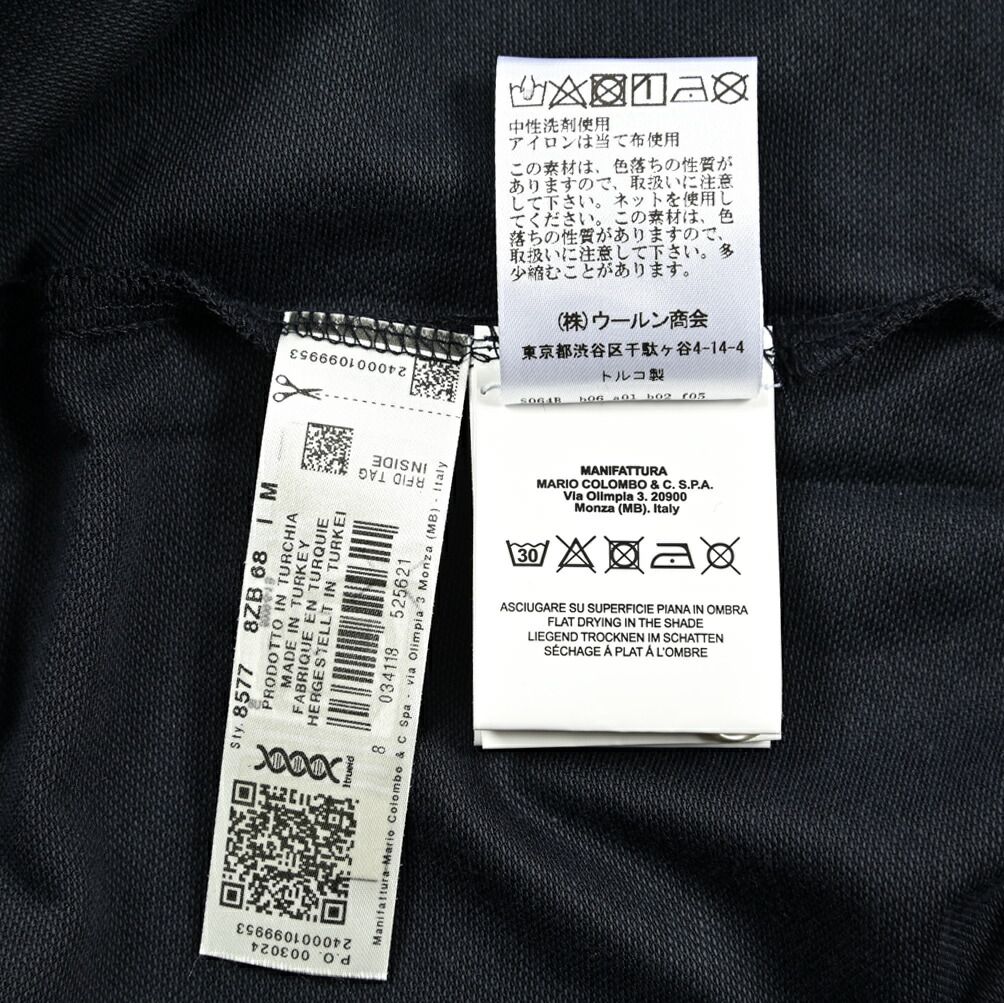 中性洗剤使用
アイロンは当て布使用
この素材は、色落ちの性質が
ありますので、取扱いに注意
して下さい。ネットを使用し
てください。この素材は、色
落ちの性質がありますので、
取扱いに注意して下さい。多
少縮むことがあります。
(株)ウールン商会
東京都渋谷区千駄ヶ谷4-14-4
トルコ製
S064B b06 a01 b02 f05
MANIFATTURA
MARIO COLOMBO & C. S.P.A.
Via Olimpia 3. 20900
Monza (MB). Italy
30
ASCIUGARE SU SUPERFICIE PIANA IN OMBRA
FLAT DRYING IN THE SHADE
LIEGEND TROCKNEN IM SCHATTEN
SÉCHAGE À PLAT À L'OMBRE
240001099953
RFID TAG
INSIDE
Sty. 8577 8ZB 68 I M
PRODOTTO IN TURCHIA
MADE IN TURKEY
FABRIQUE EN TURQUIE
HERGESTELLT IN TURKEI
8 034118 525621
Manifattura Mario Colombo & C Spa - via Olimpia 3 Monza (MB) - Italy
itrueid
240001099953
P.O. 003024